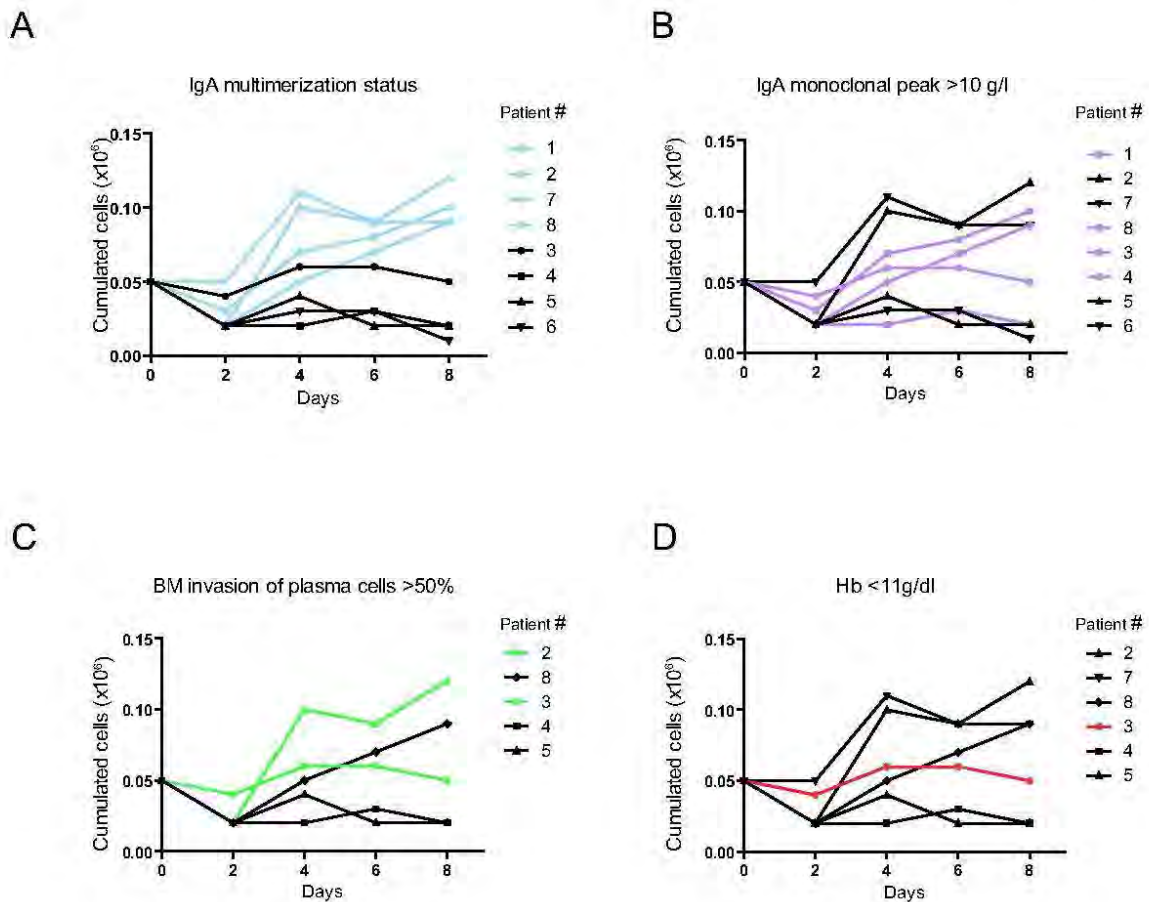 A
IgA multimerization status
Patient #
1
2
7
8
3
4
5
6
Cumulated cells (x10⁶)
0.15
0.10
0.05
0.00
0 2 4 6 8
Days
B
IgA monoclonal peak >10 g/l
Patient #
1
2
7
8
3
4
5
6
Cumulated cells (x10⁶)
0.15
0.10
0.05
0.00
0 2 4 6 8
Days
C
BM invasion of plasma cells >50%
Patient #
2
8
3
4
5
Cumulated cells (x10⁶)
0.15
0.10
0.05
0.00
0 2 4 6 8
Days
D
Hb <11g/dl
Patient #
2
7
8
3
4
5
Cumulated cells (x10⁶)
0.15
0.10
0.05
0.00
0 2 4 6 8
Days